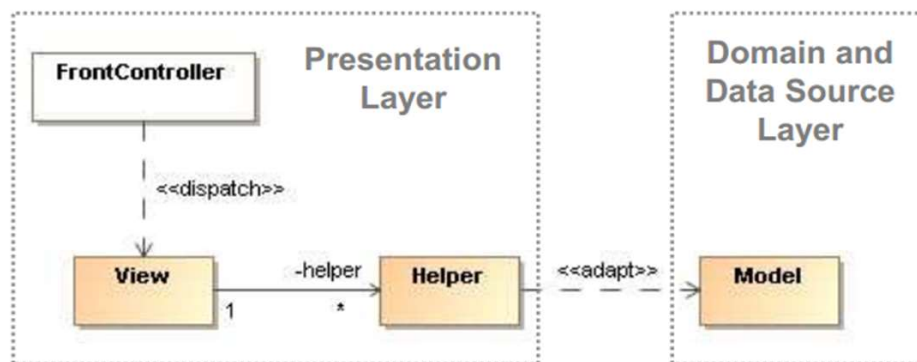 FrontController
Presentation
Layer
Domain and
Data Source
Layer
<<dispatch>>
View
-helper
1
*
Helper
<<adapt>>
Model